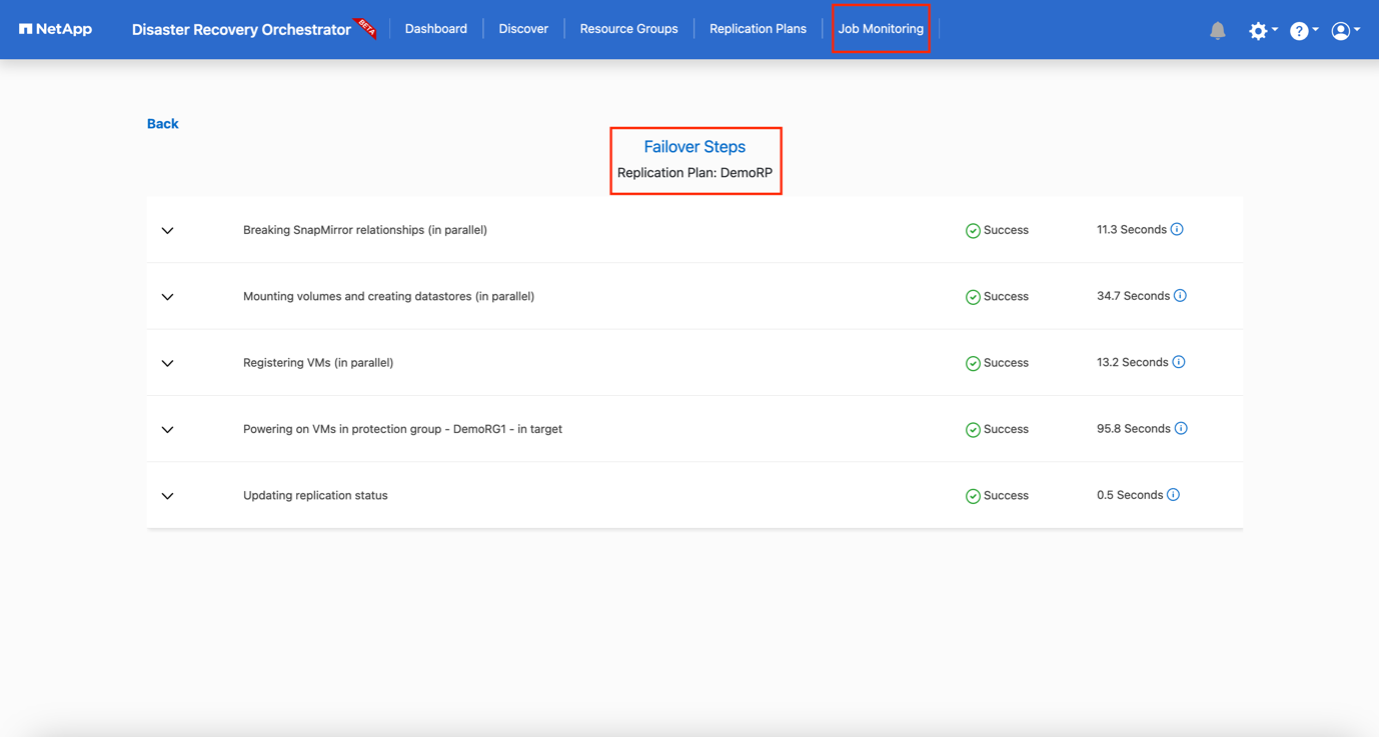 NetApp
Disaster Recovery Orchestrator BETA
Dashboard
Discover
Resource Groups
Replication Plans
Job Monitoring
?
Back
Failover Steps
Replication Plan: DemoRP
Breaking SnapMirror relationships (in parallel) Success 11.3 Seconds
Mounting volumes and creating datastores (in parallel) Success 34.7 Seconds
Registering VMs (in parallel) Success 13.2 Seconds
Powering on VMs in protection group - DemoRG1 - in target Success 95.8 Seconds
Updating replication status Success 0.5 Seconds